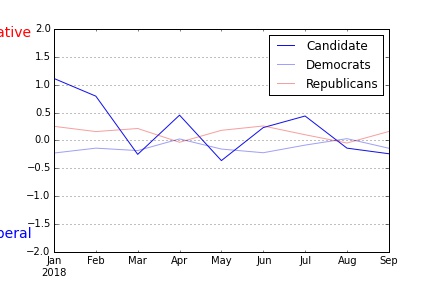 ative
2.0
1.5
1.0
0.5
0.0
−0.5
−1.0
−1.5
−2.0
beral
Candidate
Democrats
Republicans
Jan Feb Mar Apr May Jun Jul Aug Sep
2018